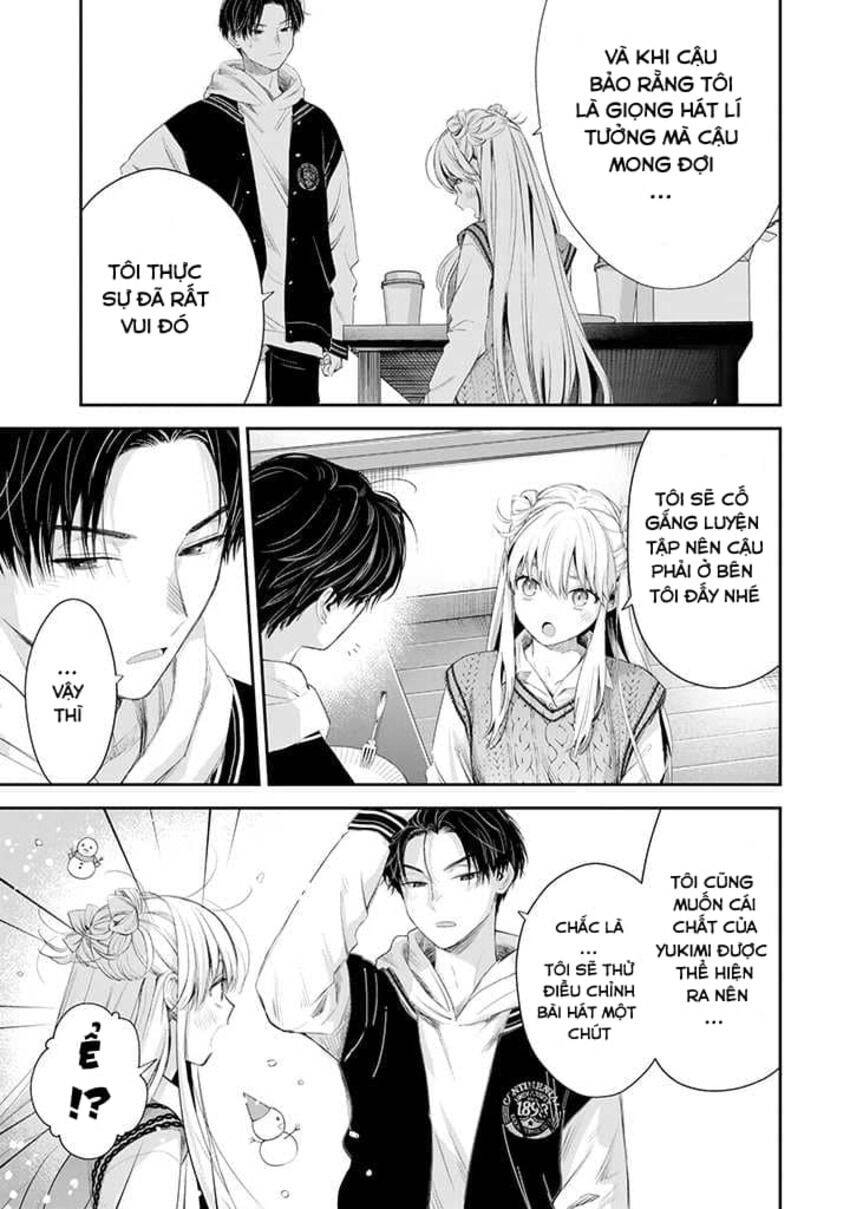 VÀ KHI CẬU
BẢO RẰNG TÔI
LÀ GIỌNG HÁT LÍ
TƯỞNG MÀ CẬU
MONG ĐỢI
...
TÔI THỰC
SỰ ĐÃ RẤT
VUI ĐÓ
TÔI SẼ CỐ
GẮNG LUYỆN
TẬP NÊN CẬU
PHẢI Ở BÊN
TÔI ĐẤY NHÉ
...
VẬY
THÌ
TÔI CŨNG
MUỐN CÁI
CHẤT CỦA
YUKIMI ĐƯỢC
THỂ HIỆN
RA NÊN
...
CHẮC LÀ
...
TÔI SẼ THỬ
ĐIỀU CHỈNH
BÀI HÁT MỘT
CHÚT
Ể
!?
1893